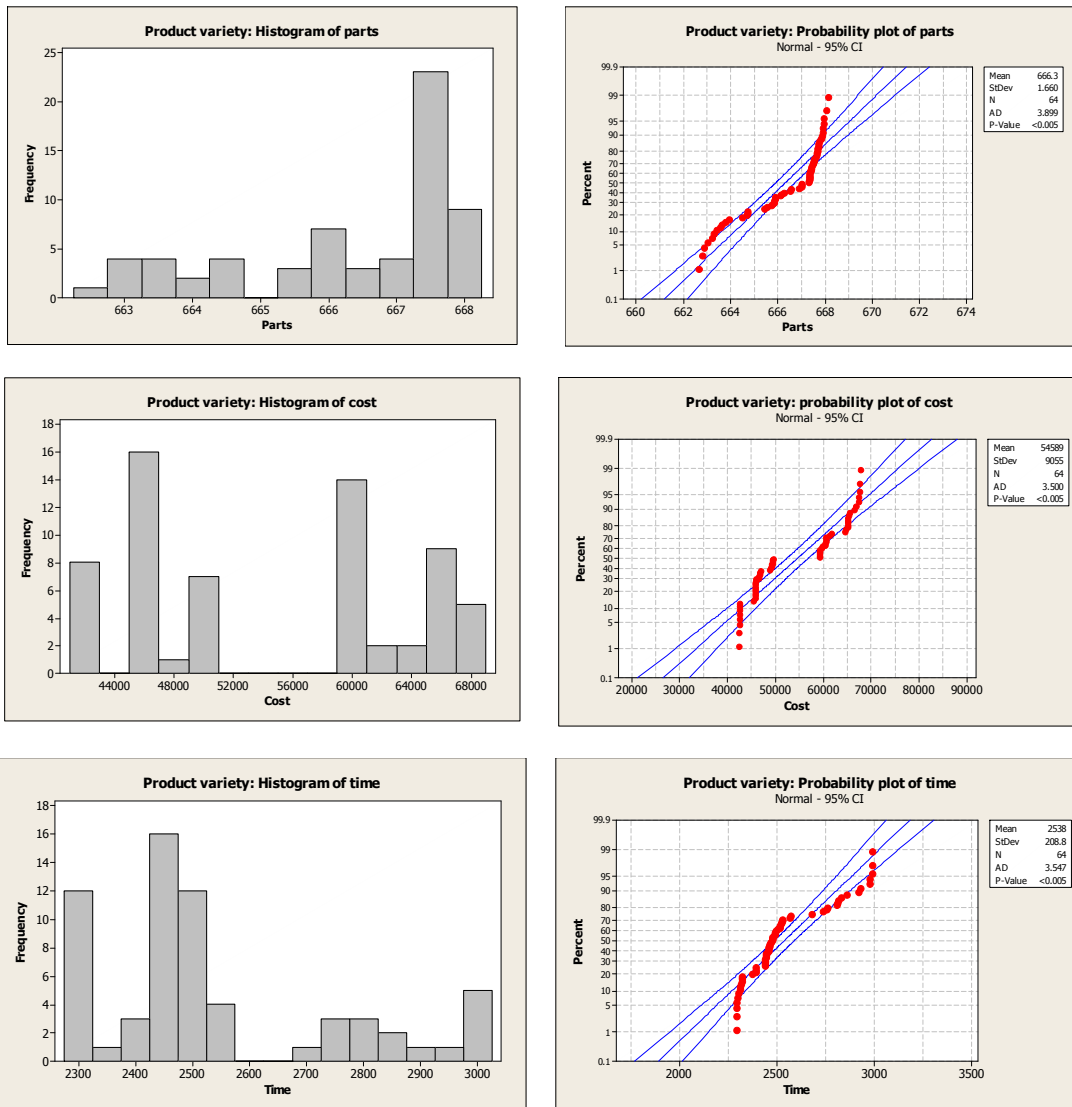 Product variety: Histogram of parts
25
20
15
10
5
0
Frequency
663 664 665 666 667 668
Parts
Product variety: Probability plot of parts
Normal - 95% CI
99.9
99
95
90
80
70
60
50
40
30
20
10
5
1
0.1
Percent
660 662 664 666 668 670 672 674
Parts
Mean 666.3
StDev 1.660
N 64
AD 3.899
P-Value <0.005
Product variety: Histogram of cost
18
16
14
12
10
8
6
4
2
0
Frequency
44000 48000 52000 56000 60000 64000 68000
Cost
Product variety: probability plot of cost
Normal - 95% CI
99.9
99
95
90
80
70
60
50
40
30
20
10
5
1
0.1
Percent
20000 30000 40000 50000 60000 70000 80000 90000
Cost
Mean 54589
StDev 9055
N 64
AD 3.500
P-Value <0.005
Product variety: Histogram of time
18
16
14
12
10
8
6
4
2
0
Frequency
2300 2400 2500 2600 2700 2800 2900 3000
Time
Product variety: Probability plot of time
Normal - 95% CI
99.9
99
95
90
80
70
60
50
40
30
20
10
5
1
0.1
Percent
2000 2500 3000 3500
Time
Mean 2538
StDev 208.8
N 64
AD 3.547
P-Value <0.005